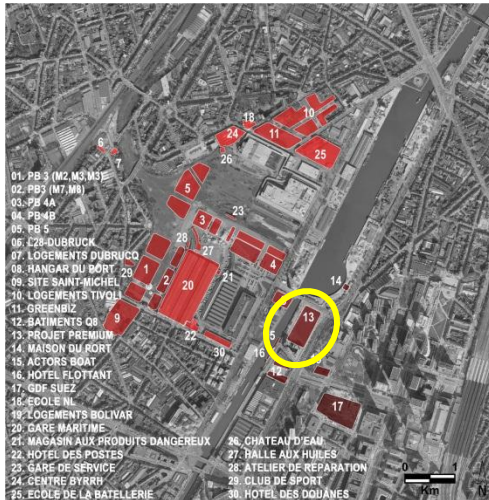 18
10
24
11
26
25
6
7
5
23
3
28
27
4
29
1
2
20
21
14
9
22
30
13
16
12
17
01. PB 3 (M2,M3,M3)
02. PB3 (M7,M8)
03. PB 4A
04. PB 4B
05. PB 5
06. L28-DUBRUCK
07. LOGEMENTS DUBRUCQ
08. HANGAR DU PORT
09. SITE SAINT-MICHEL
10. LOGEMENTS TIVOLI
11. GREENBIZ
12. BATIMENTS Q8
13. PROJET PREMIUM
14. MAISON DU PORT
15. ACTORS BOAT
16. HOTEL FLOTTANT
17. GDF SUEZ
18. ECOLE NL
19. LOGEMENTS BOLIVAR
20. GARE MARITIME
21. MAGASIN AUX PRODUITS DANGEREUX
22. HOTEL DES POSTES
23. GARE DE SERVICE
24. CENTRE BYRRH
25. ECOLE DE LA BATELLERIE
26. CHATEAU D'EAU
27. HALLE AUX HUILES
28. ATELIER DE REPARATION
29. CLUB DE SPORT
30. HOTEL DES DOUANES
0 1
Km
N